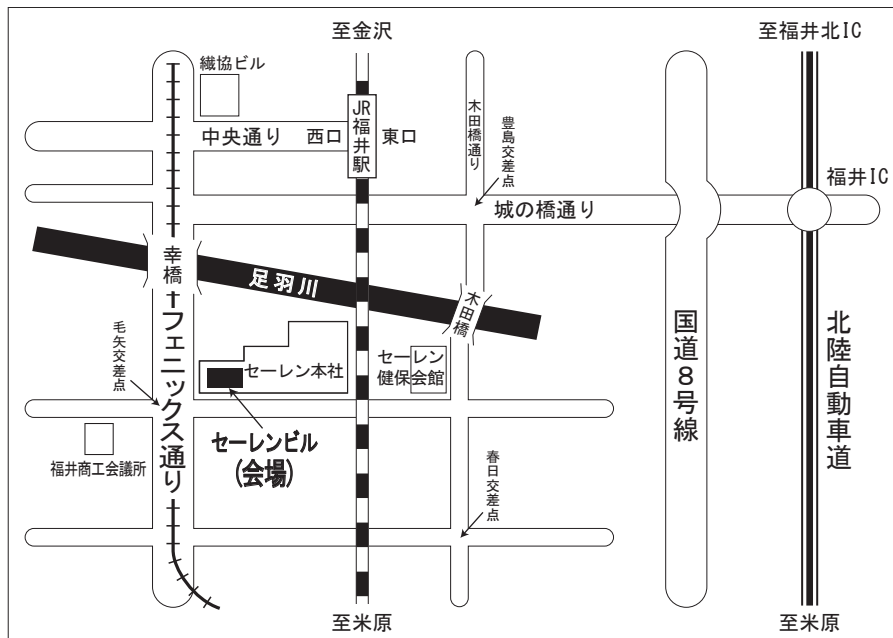 至金沢
至福井北IC
繊協ビル
JR福井駅
木田橋通り
豊島交差点
中央通り
西口
東口
福井IC
城の橋通り
幸橋
足羽川
木田橋
毛矢交差点
フェニックス通り
セーレン本社
セーレン
健保会館
国道8号線
北陸自動車道
セーレンビル
(会場)
福井商工会議所
春日交差点
至米原
至米原